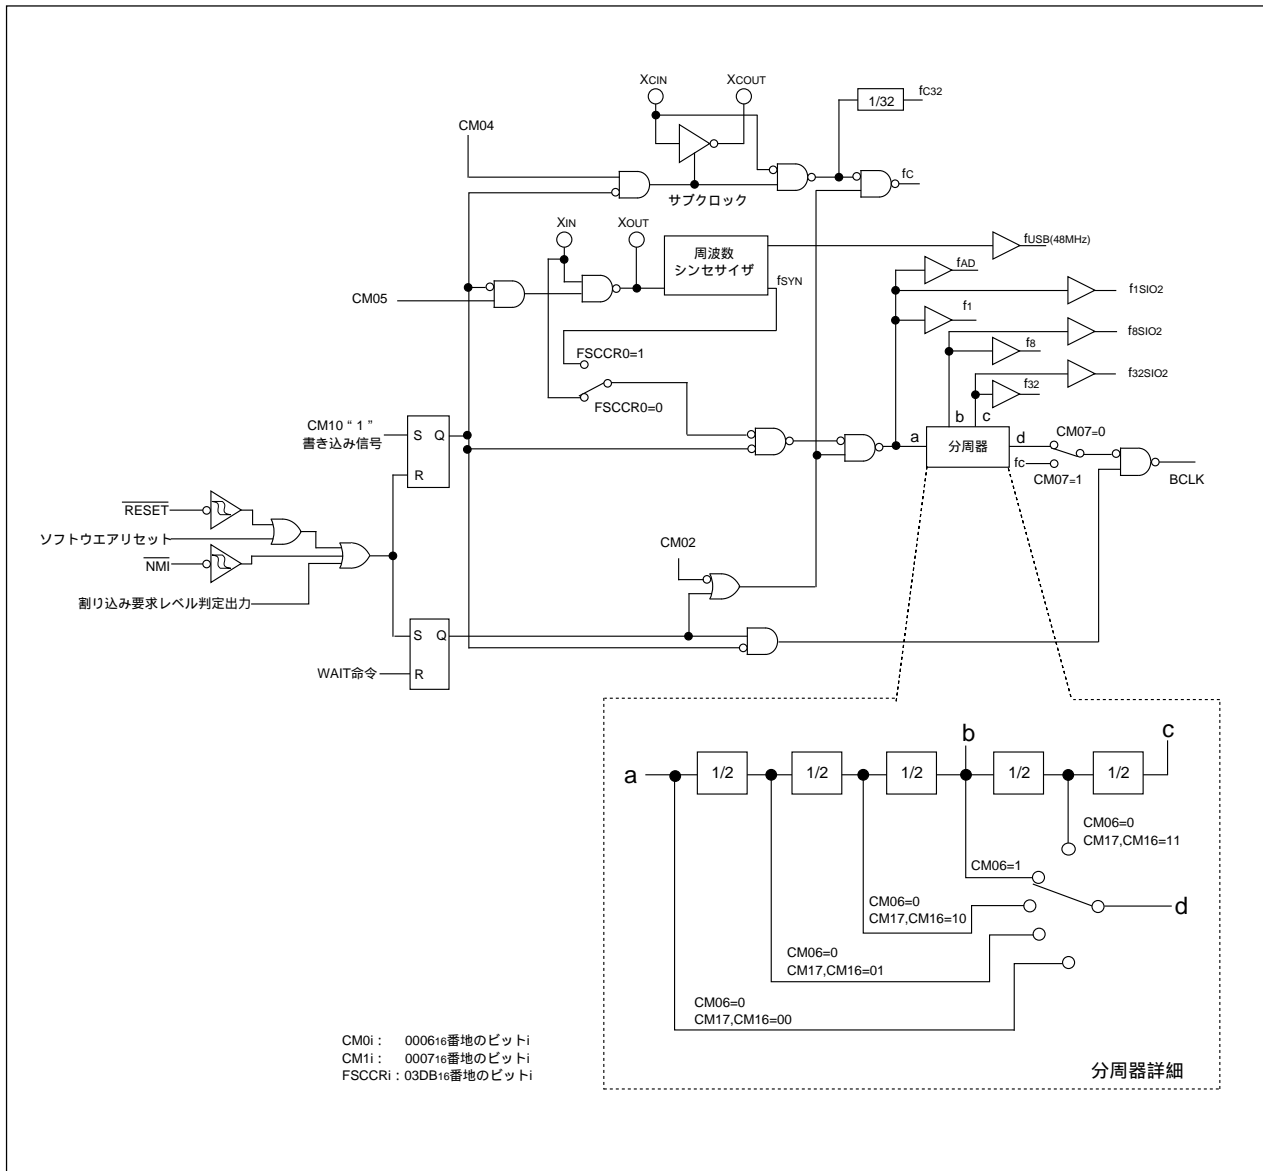 XCIN
XCOUT
1/32
fC32
CM04
fC
サブクロック
XIN
XOUT
周波数
シンセサイザ
fUSB(48MHz)
fSYN
fAD
f1SIO2
CM05
f1
f8SIO2
FSCCR0=1
f8
f32SIO2
f32
FSCCR0=0
b
c
CM10 “ 1 ”
書き込み信号
S
Q
R
a
分周器
d
CM07=0
fc
CM07=1
BCLK
RESET
ソフトウエアリセット
NMI
CM02
割り込み要求レベル判定出力
S
Q
R
WAIT命令
a
1/2
1/2
1/2
b
1/2
1/2
c
CM06=0
CM17,CM16=11
CM06=1
d
CM06=0
CM17,CM16=10
CM06=0
CM17,CM16=01
CM06=0
CM17,CM16=00
CM0i : 000616番地のビットi
CM1i : 000716番地のビットi
FSCCRi : 03DB16番地のビットi
分周器詳細